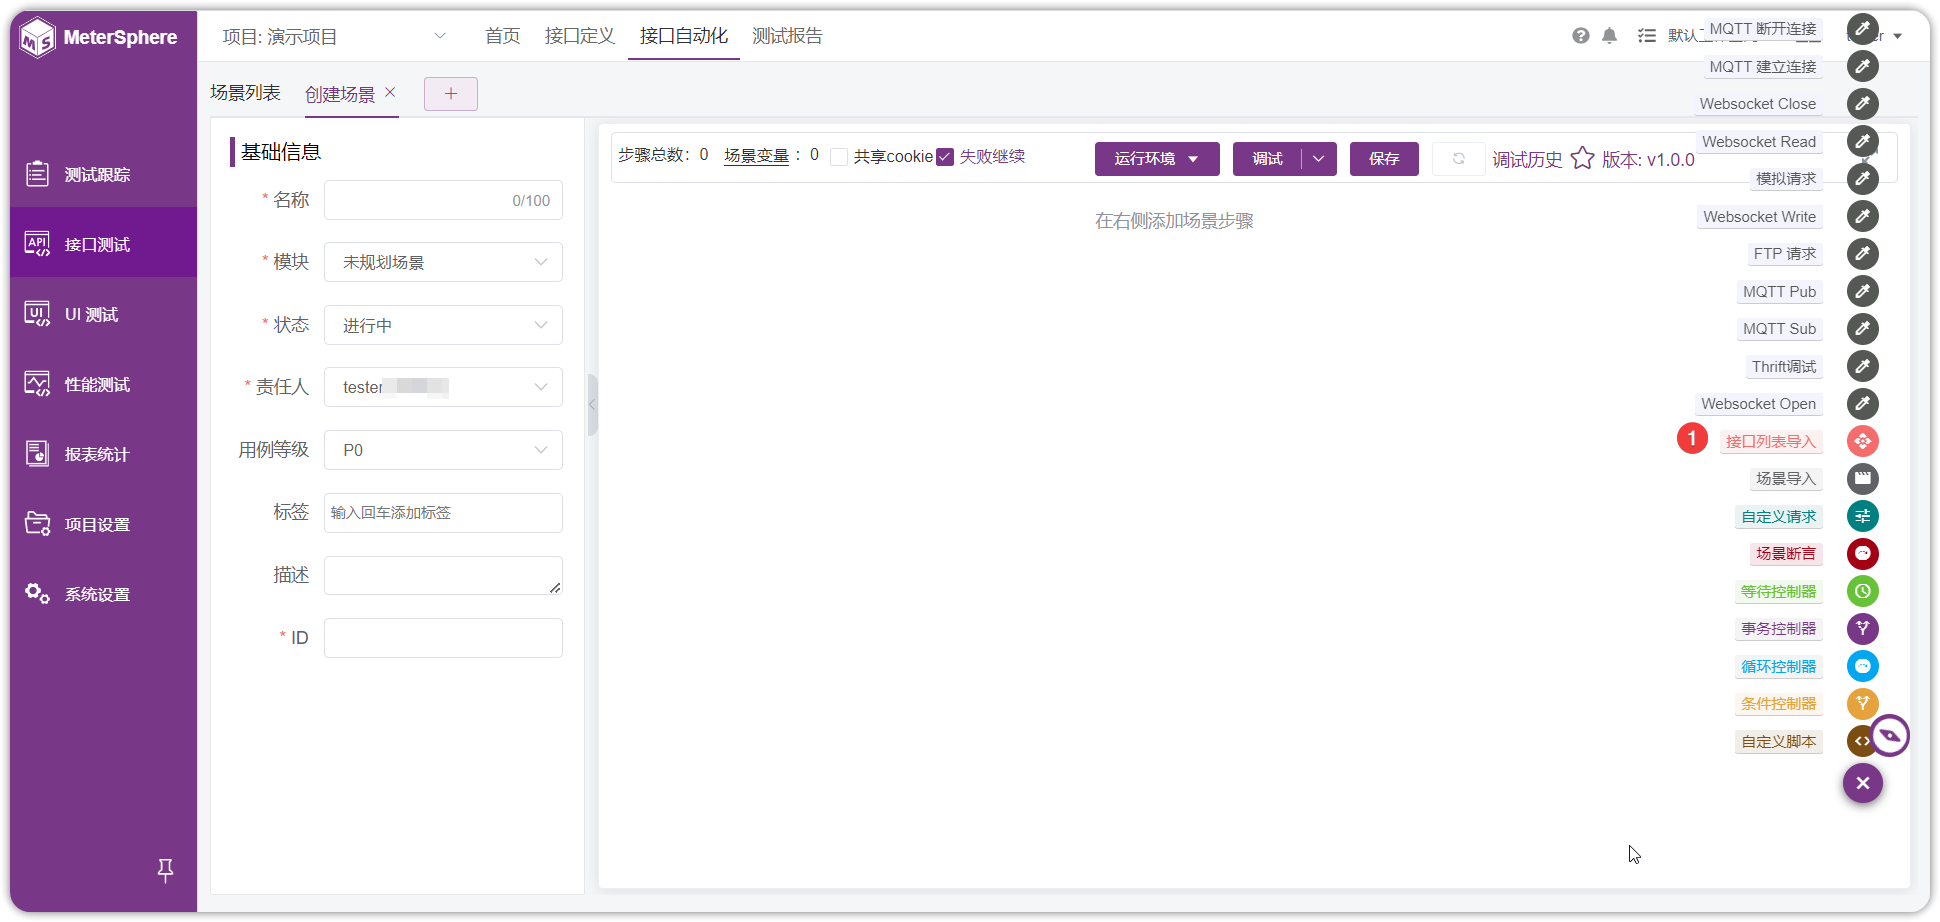 MeterSphere
项目: 演示项目
首页
接口定义
接口自动化
测试报告
MQTT 断开连接
MQTT 建立连接
场景列表
创建场景
Websocket Close
基础信息
步骤总数: 0
场景变量 : 0
共享cookie
失败继续
运行环境
调试
保存
调试历史
版本: v1.0.0
Websocket Read
模拟请求
Websocket Write
FTP 请求
MQTT Pub
MQTT Sub
Thrift调试
Websocket Open
1
接口列表导入
场景导入
自定义请求
场景断言
等待控制器
事务控制器
循环控制器
条件控制器
自定义脚本
在右侧添加场景步骤
测试跟踪
接口测试
UI 测试
性能测试
报表统计
项目设置
系统设置
* 名称
0/100
* 模块
未规划场景
* 状态
进行中
* 责任人
tester
用例等级
P0
标签
输入回车添加标签
描述
* ID